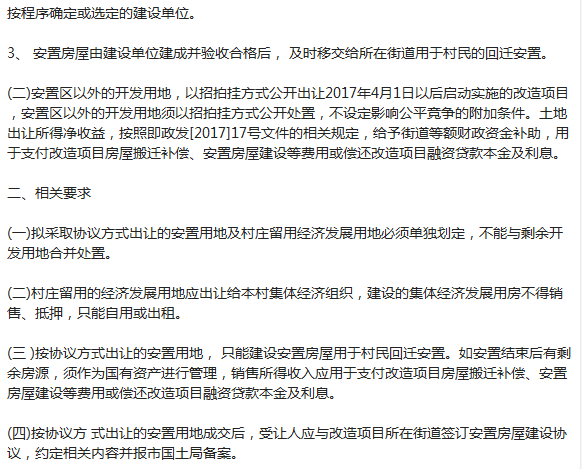 按程序确定或选定的建设单位。
3、 安置房屋由建设单位建成并验收合格后， 及时移交给所在街道用于村民的回迁安置。
(二)安置区以外的开发用地，以招拍挂方式公开出让2017年4月1日以后启动实施的改造项目
，安置区以外的开发用地须以招拍挂方式公开处置，不设定影响公平竞争的附加条件。土地
出让所得净收益，按照即政发[2017]17号文件的相关规定，给予街道等额财政资金补助，用
于支付改造项目房屋搬迁补偿、安置房屋建设等费用或偿还改造项目融资贷款本金及利息。
二、相关要求
(一)拟采取协议方式出让的安置用地及村庄留用经济发展用地必须单独划定，不能与剩余开
发用地合并处置。
(二)村庄留用的经济发展用地应出让给本村集体经济组织，建设的集体经济发展用房不得销
售、抵押，只能自用或出租。
(三 )按协议方式出让的安置用地， 只能建设安置房屋用于村民回迁安置。如安置结束后有剩
余房源，须作为国有资产进行管理，销售所得收入应用于支付改造项目房屋搬迁补偿、安置
房屋建设等费用或偿还改造项目融资贷款本金及利息。
(四)按协议方 式出让的安置用地成交后，受让人应与改造项目所在街道签订安置房屋建设协
议，约定相关内容并报市国土局备案。